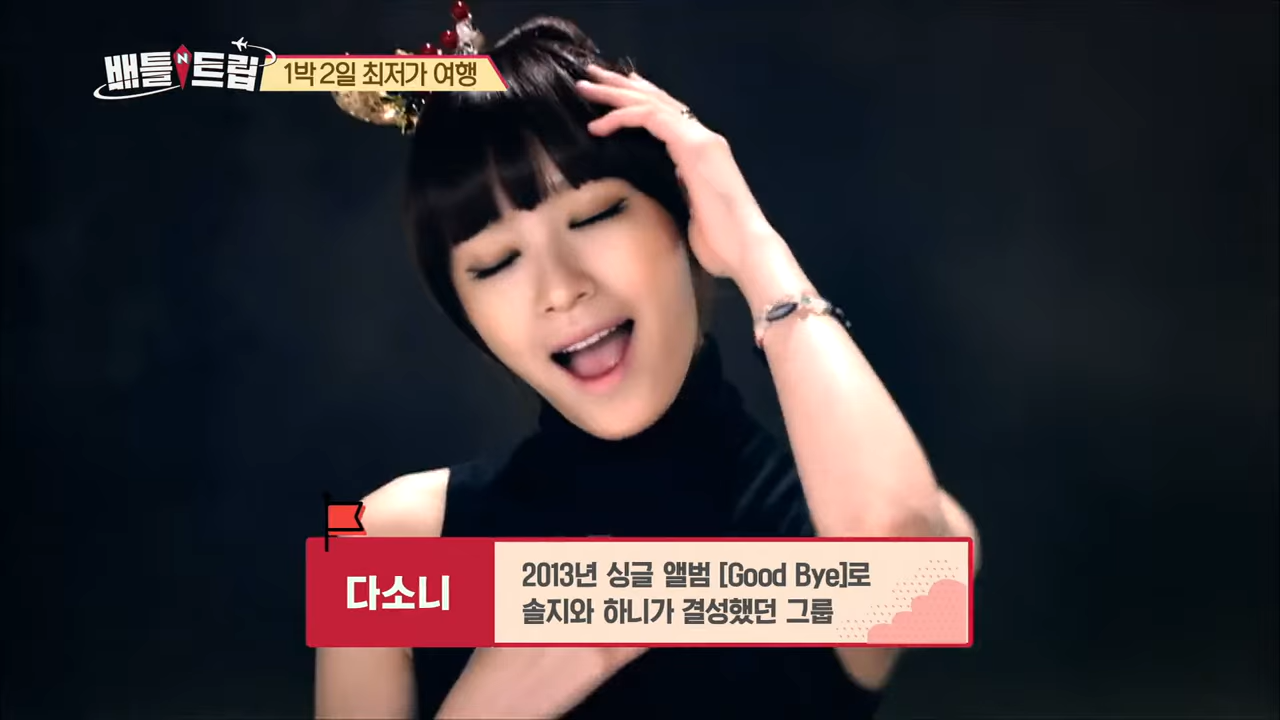 배틀트립
N
1박 2일 최저가 여행
다소니
2013년 싱글 앨범 [Good Bye]로
솔지와 하니가 결성했던 그룹